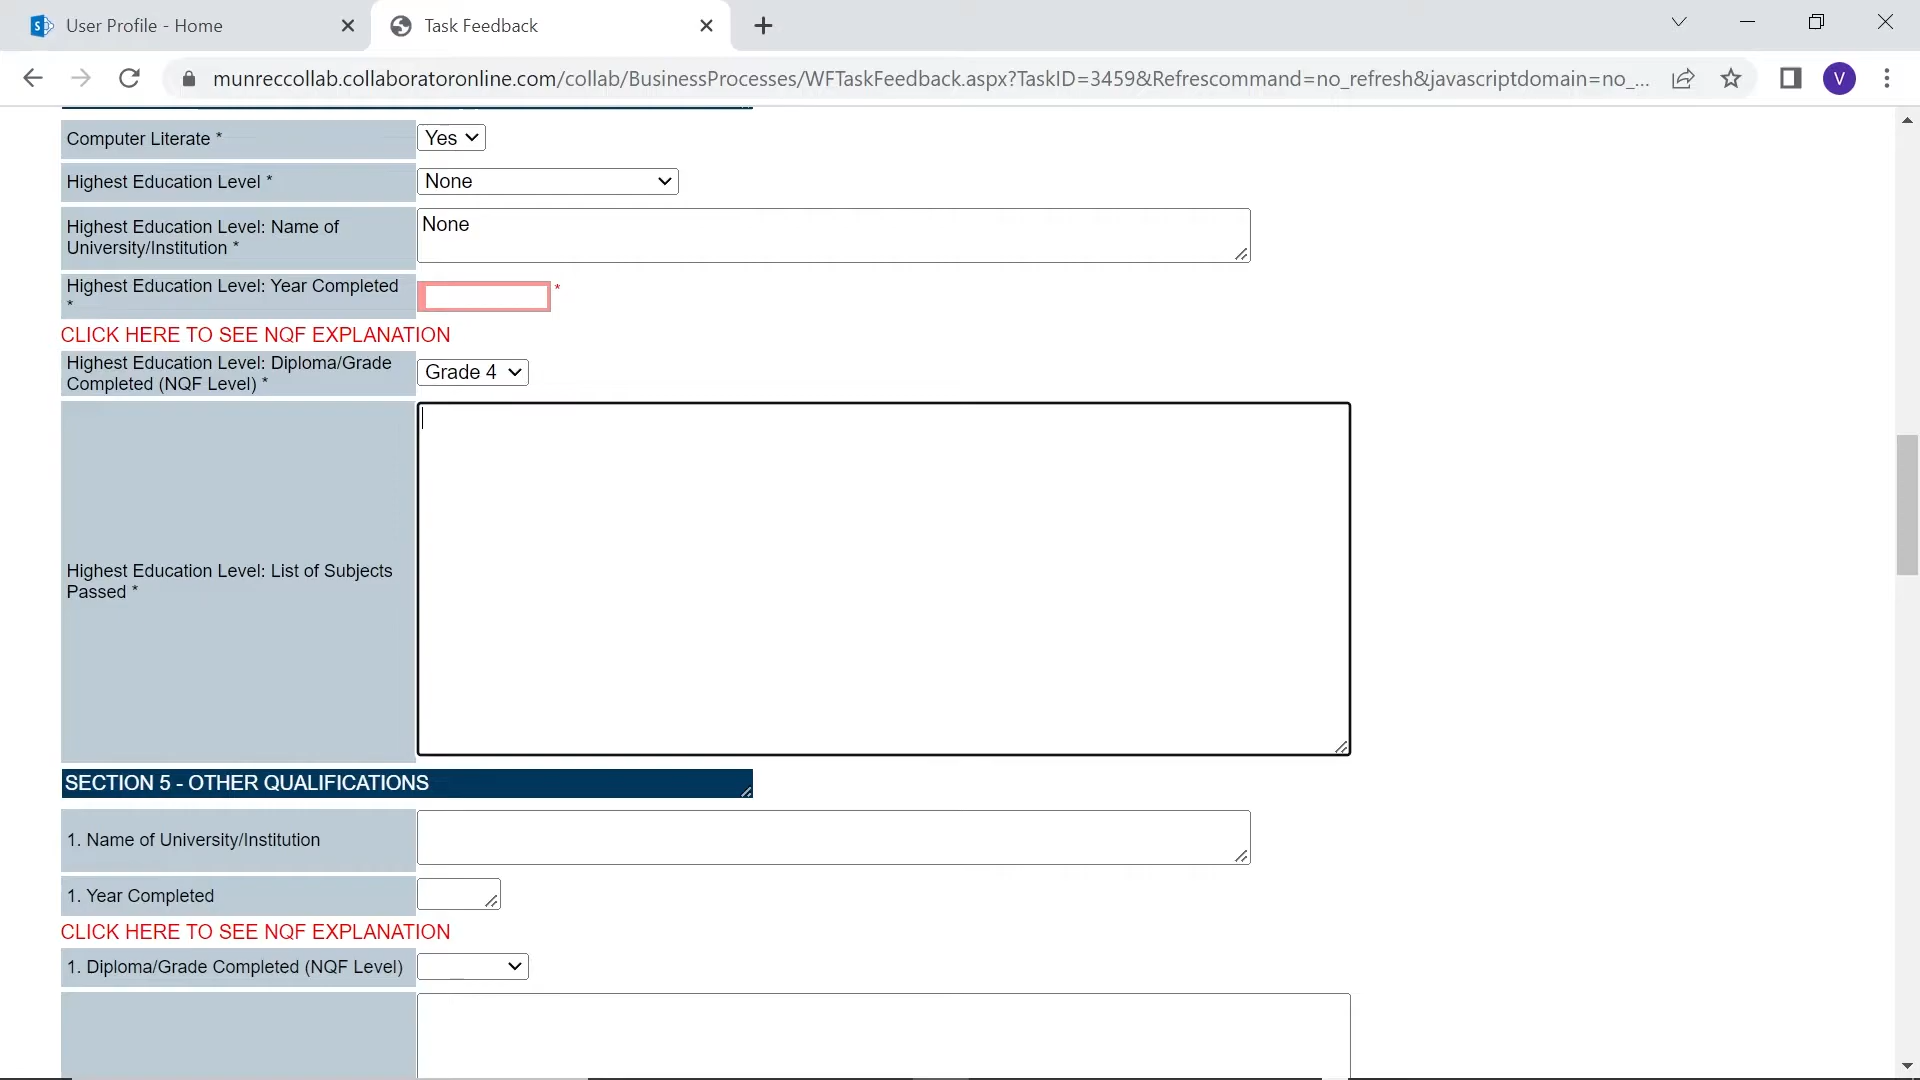 User Profile - Home
Task Feedback
munreccollab.collaboratoronline.com/collab/BusinessProcesses/WFTaskFeedback.aspx?TaskID=3459&Refrescommand=no_refresh&javascriptdomain=no_...
V
Computer Literate *
Yes
Highest Education Level *
None
Highest Education Level: Name of
University/Institution *
None
Highest Education Level: Year Completed
*
*
CLICK HERE TO SEE NQF EXPLANATION
Highest Education Level: Diploma/Grade
Completed (NQF Level) *
Grade 4
Highest Education Level: List of Subjects
Passed *
SECTION 5 - OTHER QUALIFICATIONS
1. Name of University/Institution
1. Year Completed
CLICK HERE TO SEE NQF EXPLANATION
1. Diploma/Grade Completed (NQF Level)